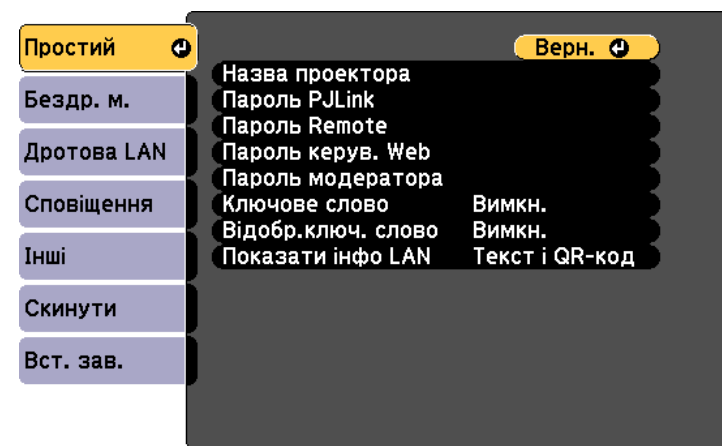 Простий
Бездр. м.
Дротова LAN
Сповіщення
Інші
Скинути
Вст. зав.
Верн.
Назва проектора
Пароль PJLink
Пароль Remote
Пароль керув. Web
Пароль модератора
Ключове слово Вимкн.
Відобр.ключ. слово Вимкн.
Показати інфо LAN Текст і QR-код